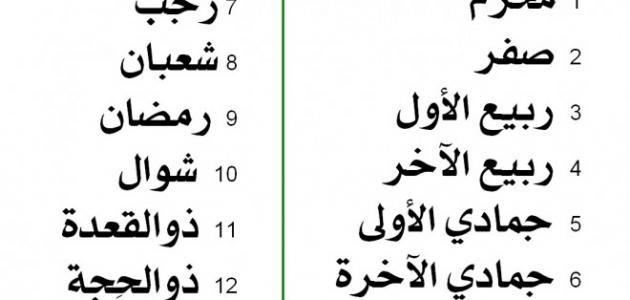 1 محرم
2 صفر
3 ربيع الأول
4 ربيع الآخر
5 جمادي الأولى
6 جمادي الآخرة
7 رجب
8 شعبان
9 رمضان
10 شوال
11 ذوالقعدة
12 ذوالحِجة